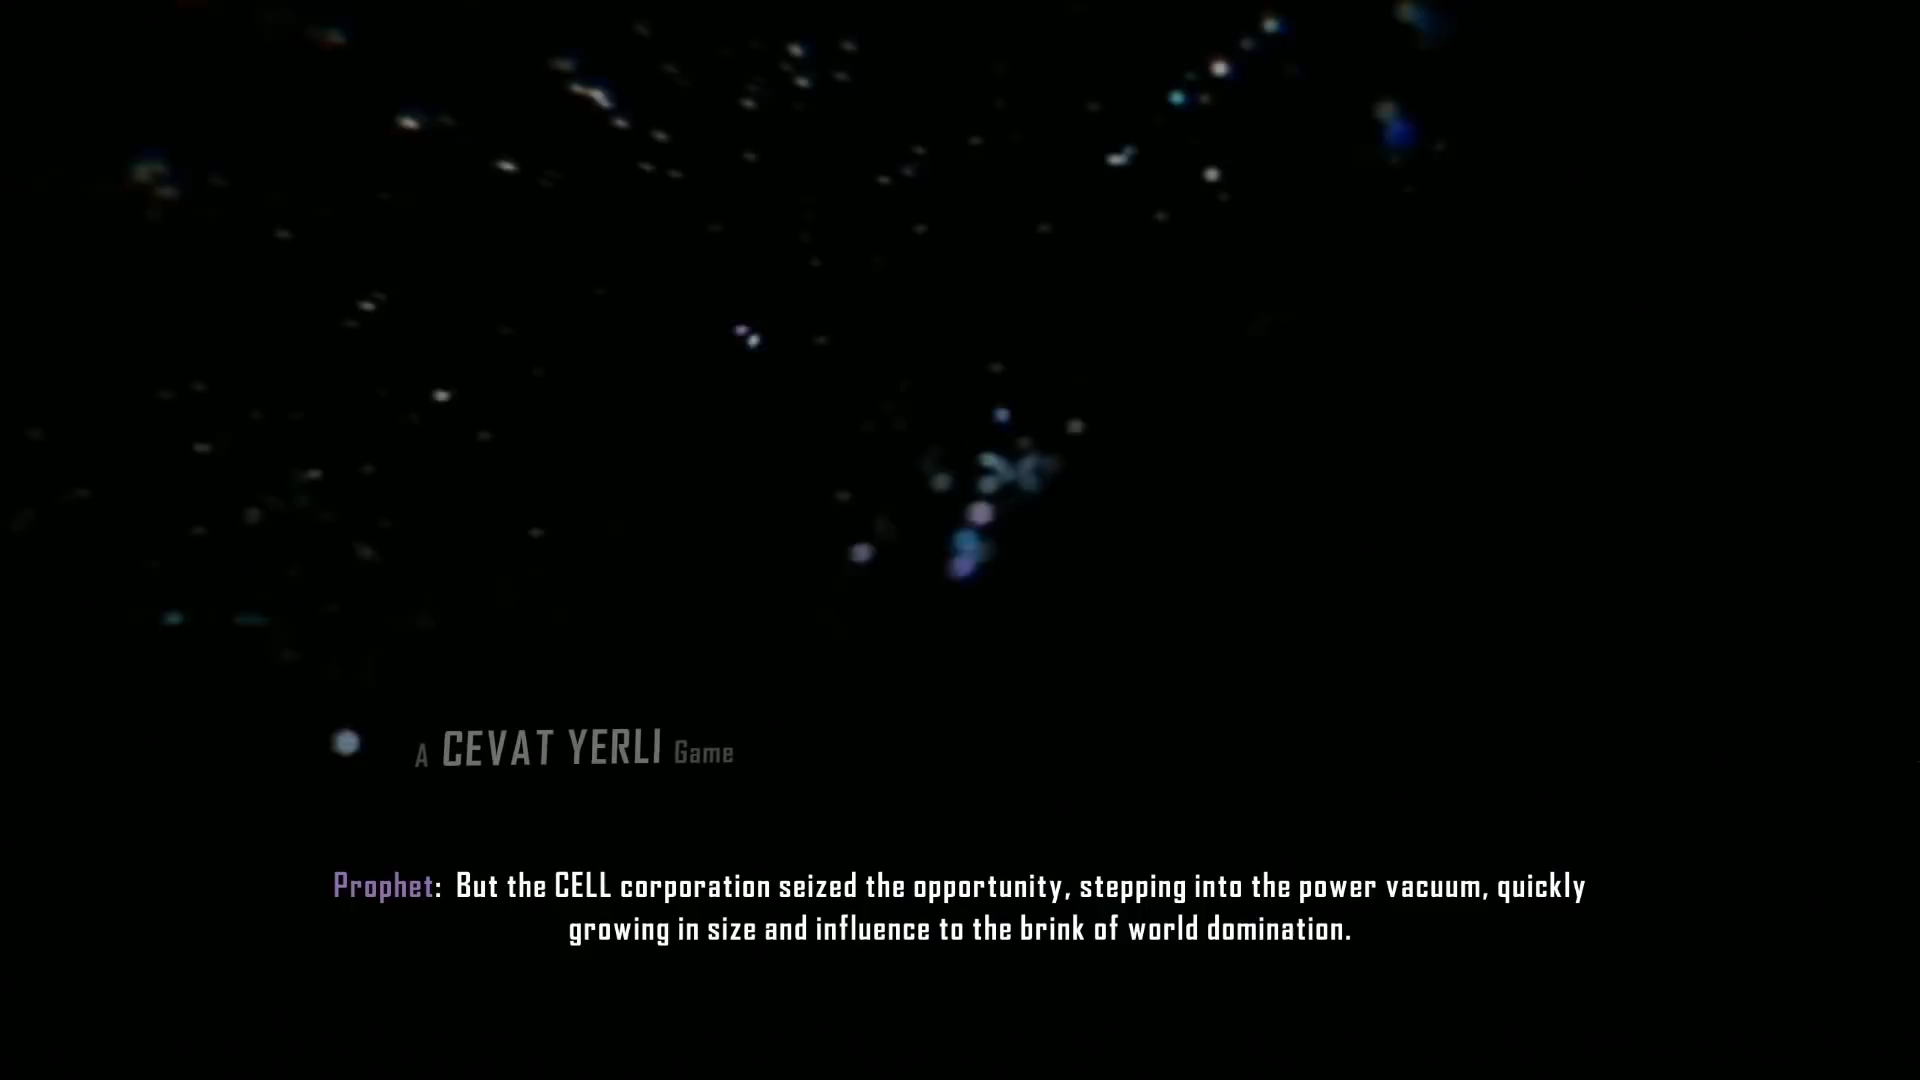 A CEVAT YERLI Game
Prophet: But the CELL corporation seized the opportunity, stepping into the power vacuum, quickly
growing in size and influence to the brink of world domination.